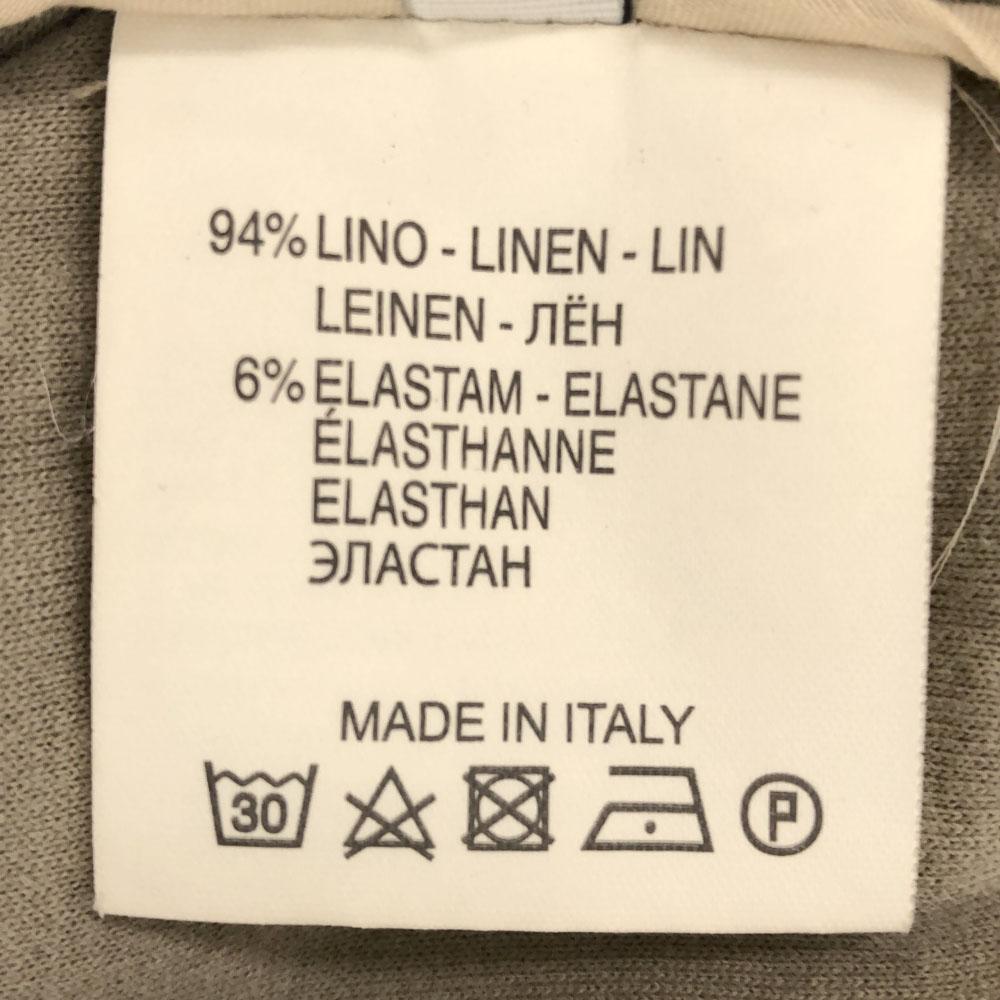 94% LINO - LINEN - LIN
LEINEN - ЛЁН
6% ELASTAM - ELASTANE
ÉLASTHANNE
ELASTHAN
ЭЛАСТАН
MADE IN ITALY
30 P